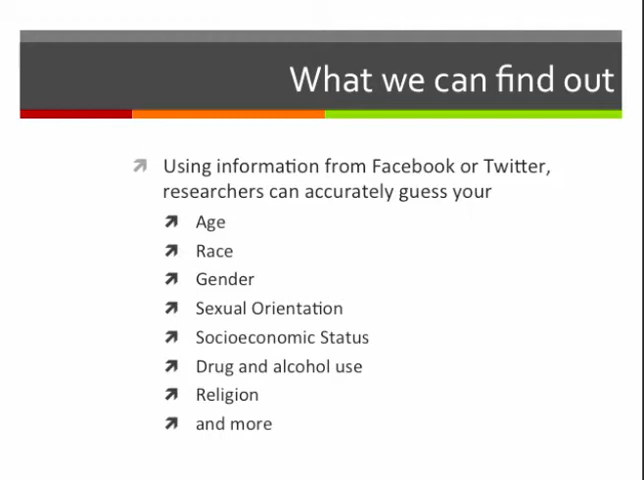 What we can find out
Using information from Facebook or Twitter,
researchers can accurately guess your
Age
Race
Gender
Sexual Orientation
Socioeconomic Status
Drug and alcohol use
Religion
and more